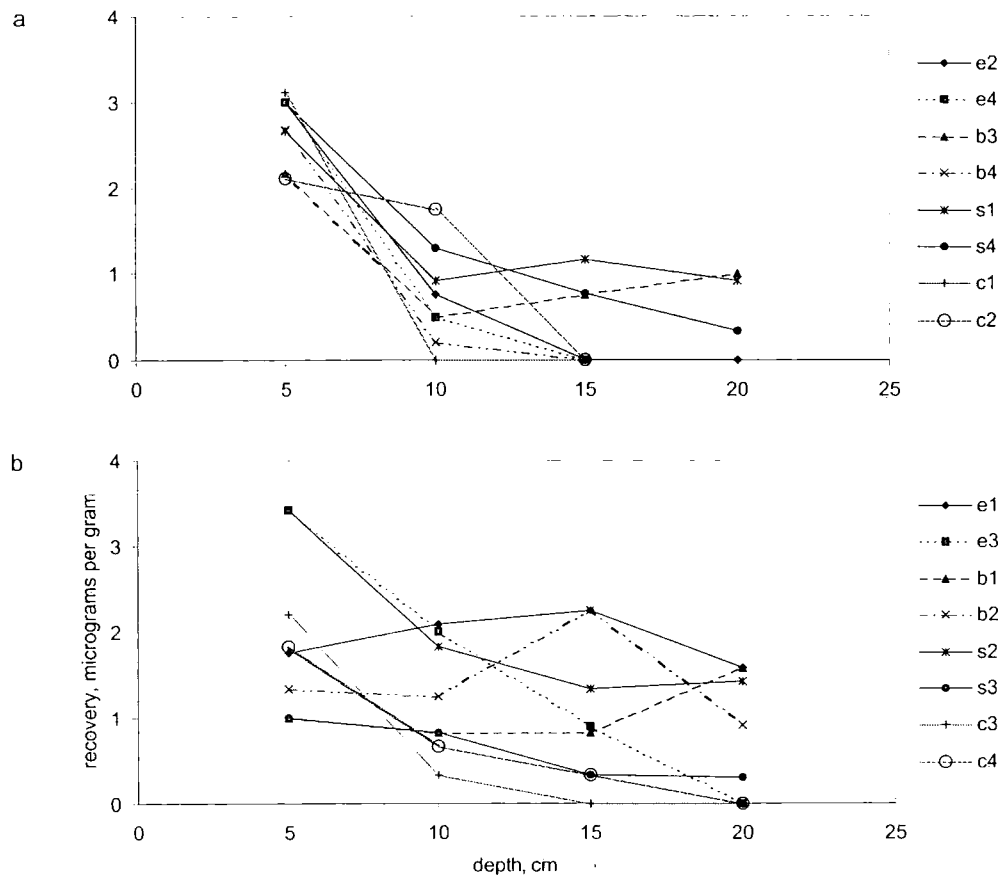 a
4
3
2
1
0
0 5 10 15 20 25
e2
e4
b3
b4
s1
s4
c1
c2
b
recovery, micrograms per gram
4
3
2
1
0
0 5 10 15 20 25
depth, cm
e1
e3
b1
b2
s2
s3
c3
c4